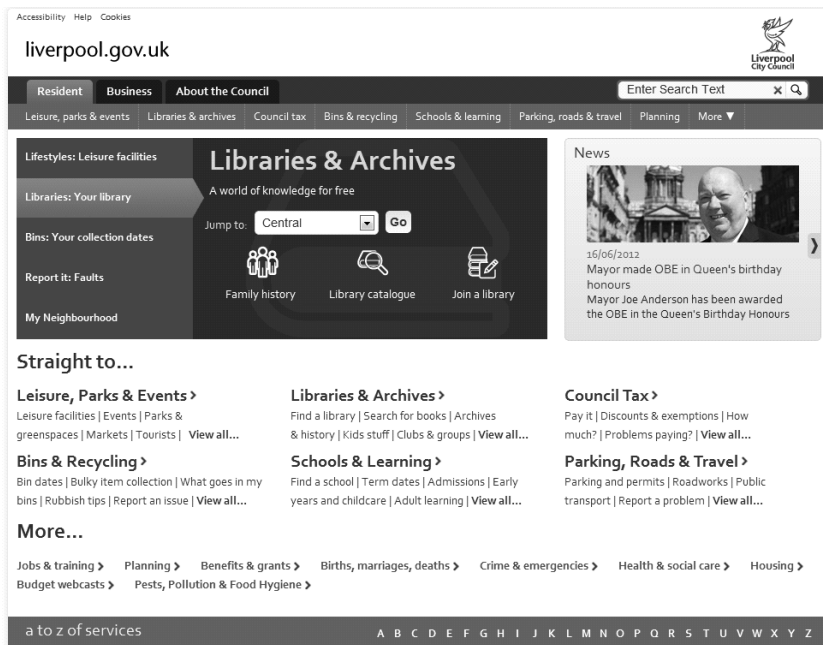 Accessibility Help Cookies
liverpool.gov.uk
Liverpool
City Council
Resident Business About the Council
Enter Search Text
Leisure, parks & events Libraries & archives Council tax Bins & recycling Schools & learning Parking, roads & travel Planning More ▼
Lifestyles: Leisure facilities
Libraries: Your library
Bins: Your collection dates
Report it: Faults
My Neighbourhood
Libraries & Archives
A world of knowledge for free
Jump to: Central Go
Family history Library catalogue Join a library
News
16/06/2012
Mayor made OBE in Queen's birthday
honours
Mayor Joe Anderson has been awarded
the OBE in the Queen's Birthday Honours
Straight to...
Leisure, Parks & Events >
Leisure facilities | Events | Parks &
greenspaces | Markets | Tourists | View all...
Libraries & Archives >
Find a library | Search for books | Archives
& history | Kids stuff | Clubs & groups | View all...
Council Tax >
Pay it | Discounts & exemptions | How
much? | Problems paying? | View all...
Bins & Recycling >
Bin dates | Bulky item collection | What goes in my
bins | Rubbish tips | Report an issue | View all...
Schools & Learning >
Find a school | Term dates | Admissions | Early
years and childcare | Adult learning | View all...
Parking, Roads & Travel >
Parking and permits | Roadworks | Public
transport | Report a problem | View all...
More...
Jobs & training > Planning > Benefits & grants > Births, marriages, deaths > Crime & emergencies > Health & social care > Housing >
Budget webcasts > Pests, Pollution & Food Hygiene >
a to z of services
A B C D E F G H I J K L M N O P Q R S T U V W X Y Z